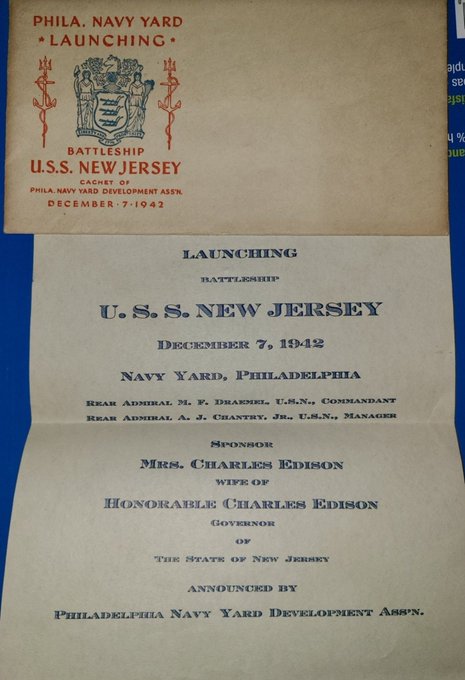 PHILA. NAVY YARD
★ LAUNCHING ★
BATTLESHIP
U.S.S. NEW JERSEY
CACHET OF
PHILA. NAVY YARD DEVELOPMENT ASS'N.
DECEMBER · 7 · 1942
LAUNCHING
BATTLESHIP
U. S. S. NEW JERSEY
DECEMBER 7, 1942
NAVY YARD, PHILADELPHIA
REAR ADMIRAL M. F. DRAEMEL, U.S.N., COMMANDANT
REAR ADMIRAL A. J. CHANTRY, JR., U.S.N., MANAGER
SPONSOR
MRS. CHARLES EDISON
WIFE OF
HONORABLE CHARLES EDISON
GOVERNOR
OF
THE STATE OF NEW JERSEY
ANNOUNCED BY
PHILADELPHIA NAVY YARD DEVELOPMENT ASS'N.